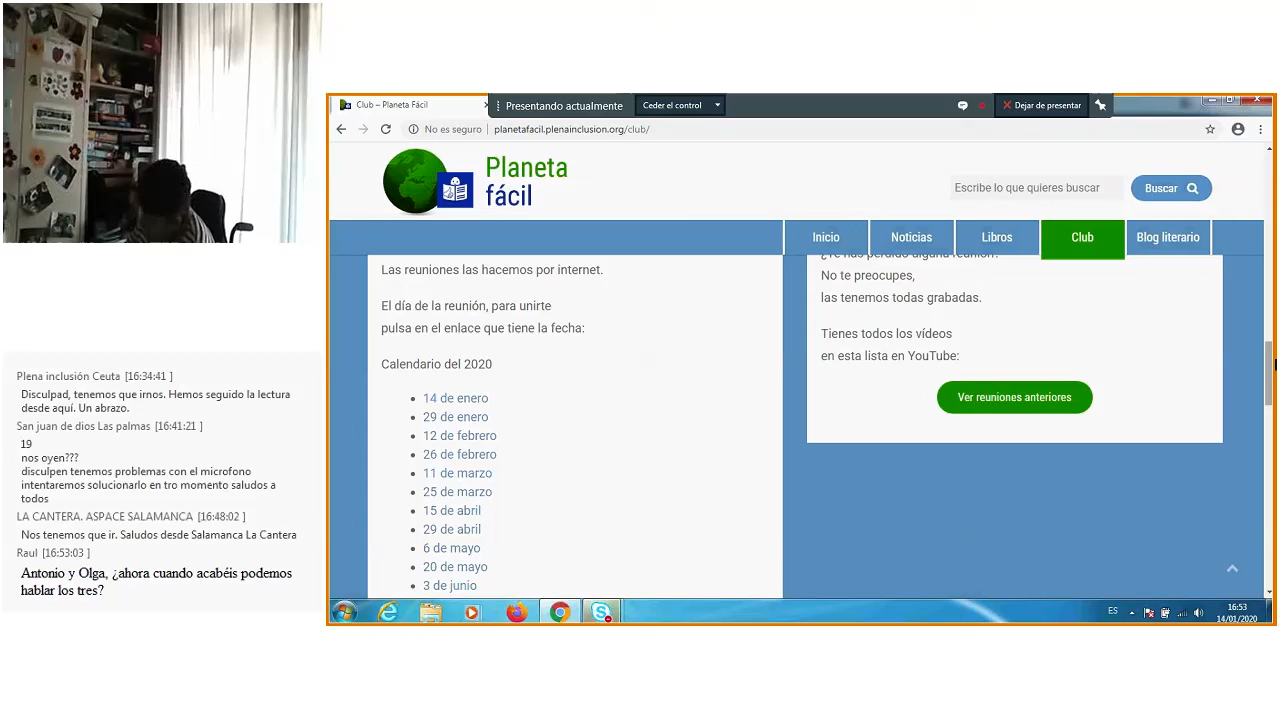 Plena inclusión Ceuta [16:34:41 ]
Disculpad, tenemos que irnos. Hemos seguido la lectura
desde aquí. Un abrazo.
San juan de dios Las palmas [16:41:21 ]
19
nos oyen???
disculpen tenemos problemas con el microfono
intentaremos solucionarlo en tro momento saludos a
todos
LA CANTERA. ASPACE SALAMANCA [16:48:02 ]
Nos tenemos que ir. Saludos desde Salamanca La Cantera
Raul [16:53:03 ]
Antonio y Olga, ¿ahora cuando acabéis podemos
hablar los tres?
Club – Planeta Fácil
Presentando actualmente
Ceder el control
Dejar de presentar
No es seguro
planetafacil.plenainclusion.org/club/
Planeta
fácil
Escribe lo que quieres buscar
Buscar
Inicio
Noticias
Libros
Club
Blog literario
Las reuniones las hacemos por internet.
El día de la reunión, para unirte
pulsa en el enlace que tiene la fecha:
Calendario del 2020
14 de enero
29 de enero
12 de febrero
26 de febrero
11 de marzo
25 de marzo
15 de abril
29 de abril
6 de mayo
20 de mayo
3 de junio
¿Te has perdido alguna reunión?
No te preocupes,
las tenemos todas grabadas.
Tienes todos los vídeos
en esta lista en YouTube:
Ver reuniones anteriores
ES
16:53
14/01/2020